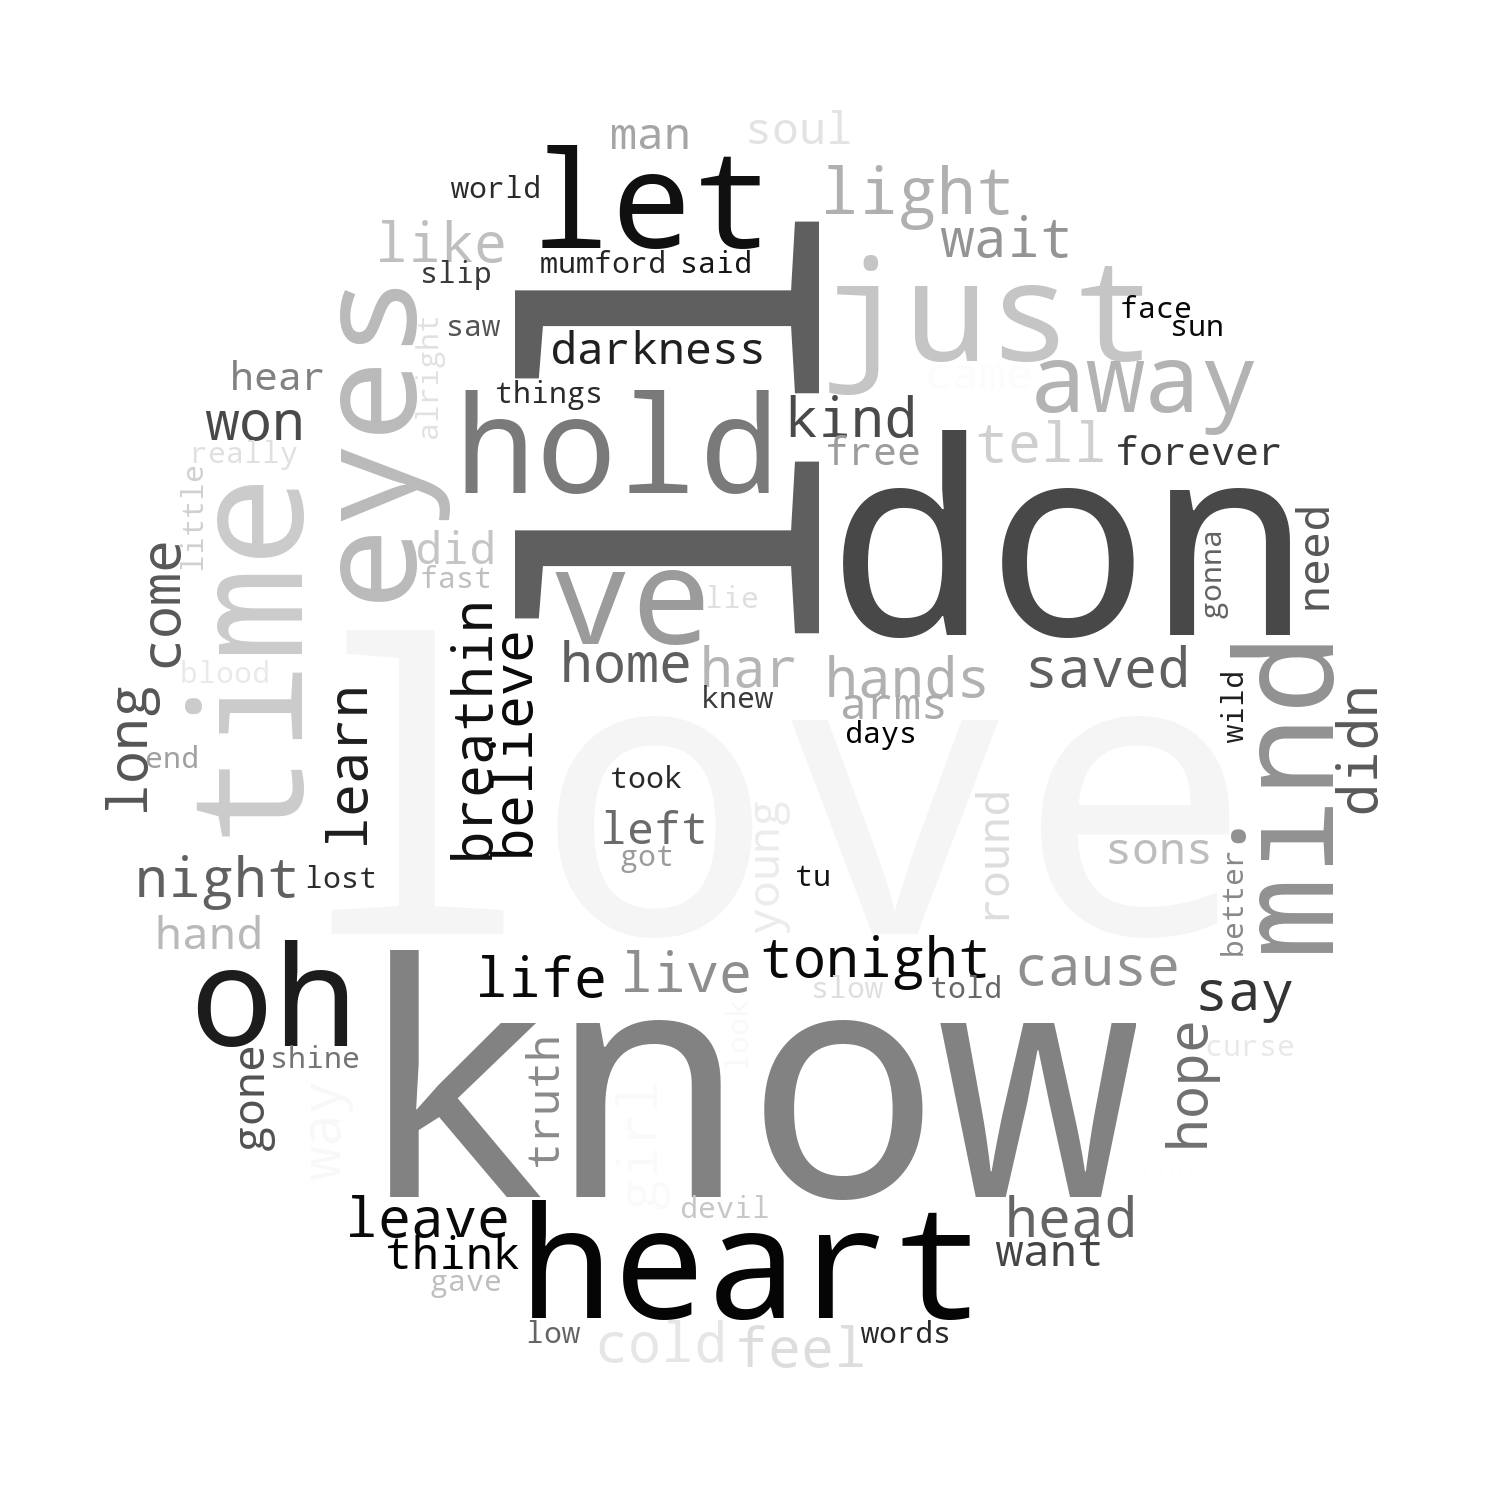 man
soul
let
world
light
like
wait
slip
mumford
said
just
face
sun
saw
ll
darkness
eyes
alright
hear
came
away
things
won
hold
kind
free
tell
forever
really
little
time
don
did
fast
ve
lie
gonna
need
come
breathin
believe
home
har
hands
saved
mind
blood
knew
arms
wild
didn
long
learn
love
days
end
took
left
got
young
round
sons
better
night
lost
tu
hand
oh
life
live
tonight
cause
slow
told
say
look
know
gone
shine
way
truth
girl
hope
curse
leave
think
heart
devil
head
want
gave
low
cold
feel
words